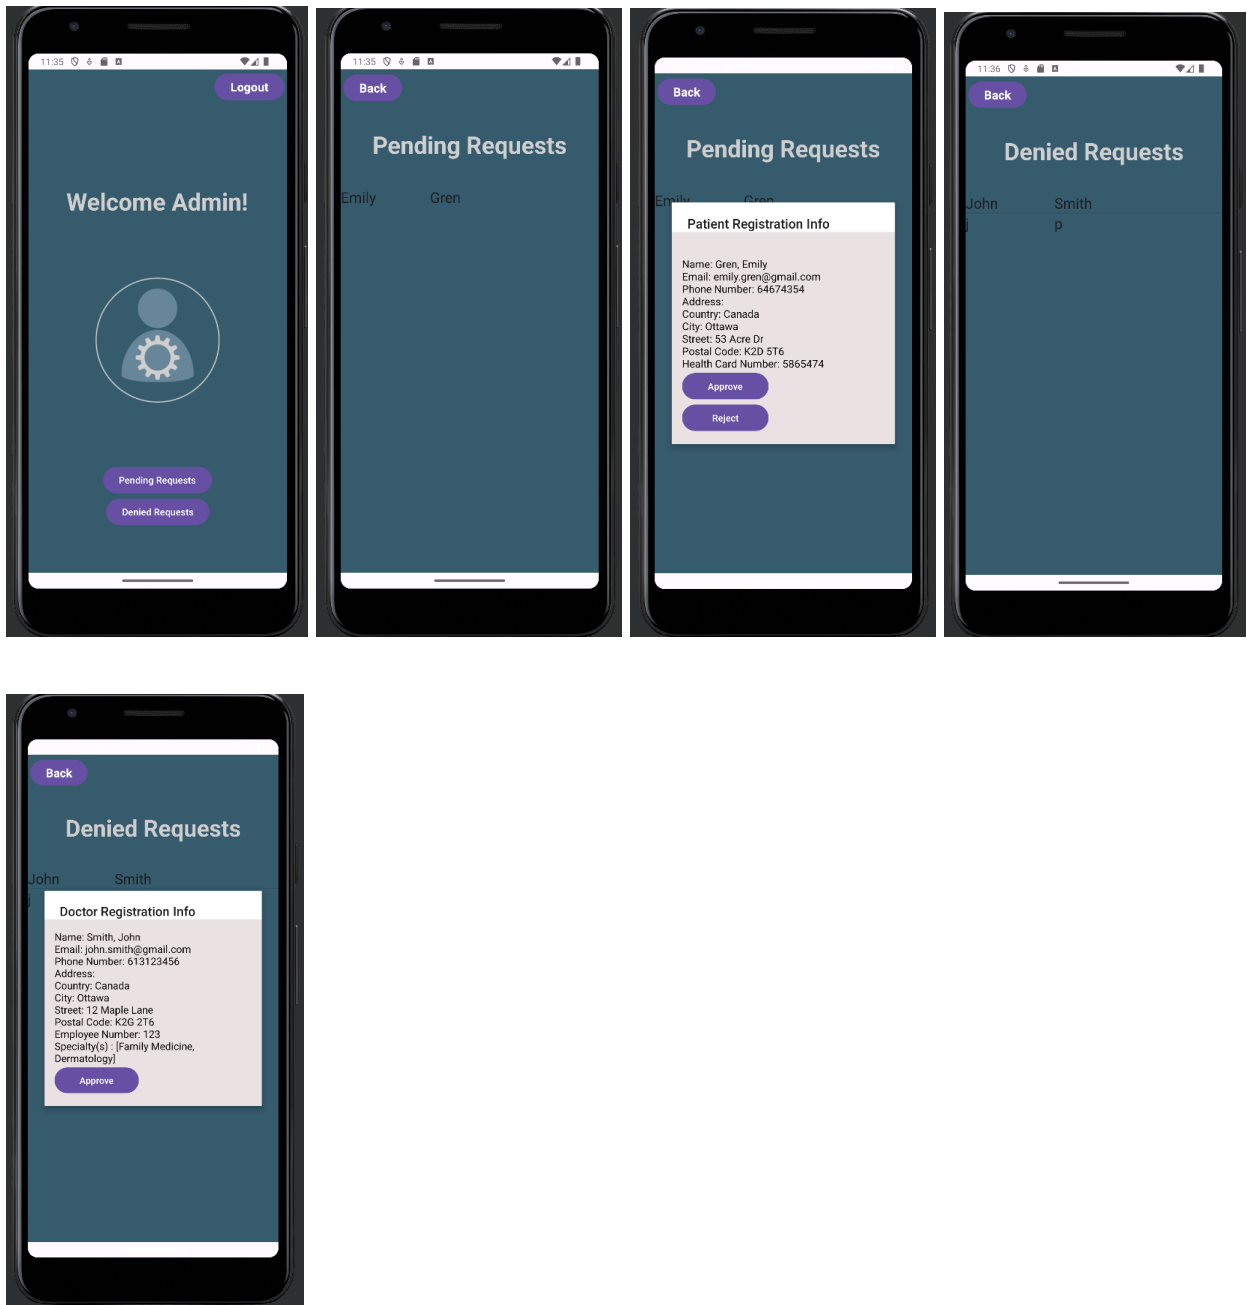 11:35
Logout
Welcome Admin!
Pending Requests
Denied Requests
11:35
Back
Pending Requests
Emily Gren
Back
Pending Requests
Emily Gren
Patient Registration Info
Name: Gren, Emily
Email: emily.gren@gmail.com
Phone Number: 64674354
Address:
Country: Canada
City: Ottawa
Street: 53 Acre Dr
Postal Code: K2D 5T6
Health Card Number: 5865474
Approve
Reject
11:36
Back
Denied Requests
John Smith
j p
Back
Denied Requests
John Smith
j
Doctor Registration Info
Name: Smith, John
Email: john.smith@gmail.com
Phone Number: 613123456
Address:
Country: Canada
City: Ottawa
Street: 12 Maple Lane
Postal Code: K2G 2T6
Employee Number: 123
Specialty(s) : [Family Medicine,
Dermatology]
Approve